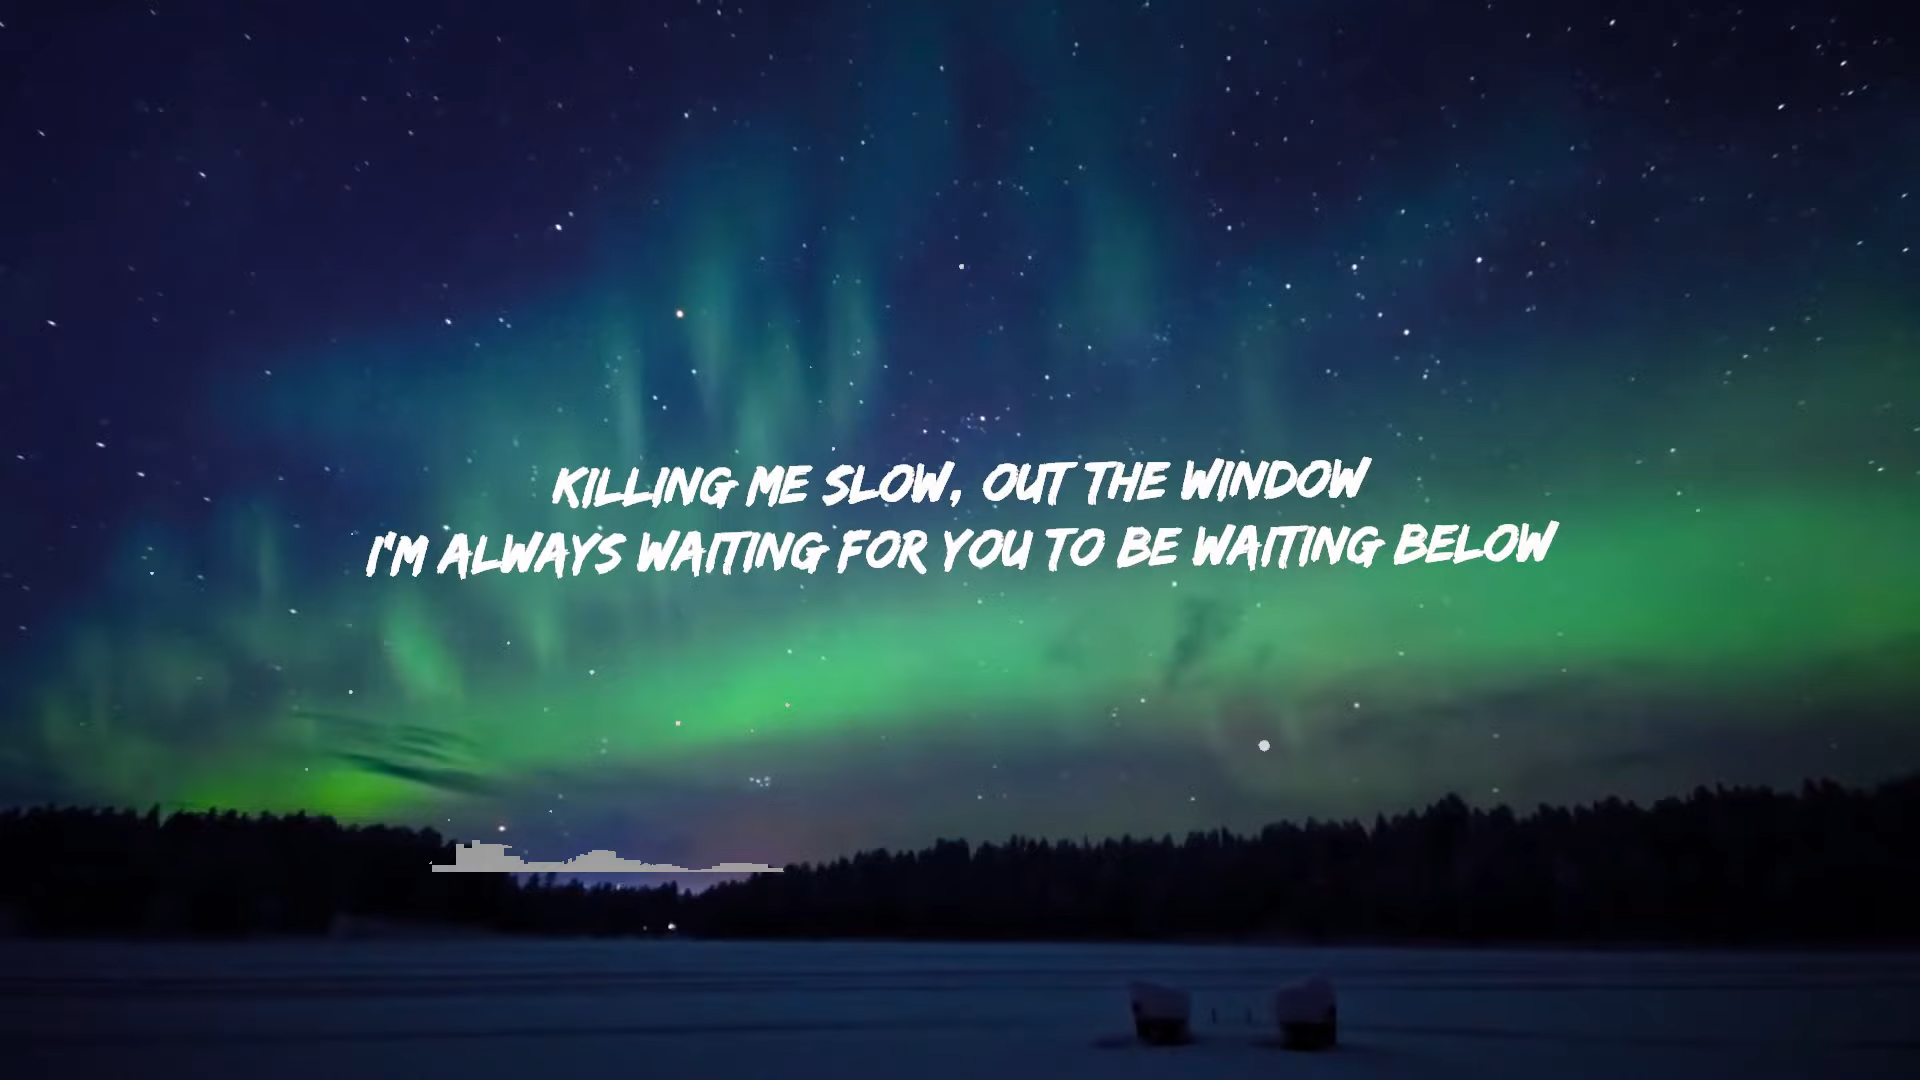 KILLING ME SLOW, OUT THE WINDOW
I'M ALWAYS WAITING FOR YOU TO BE WAITING BELOW